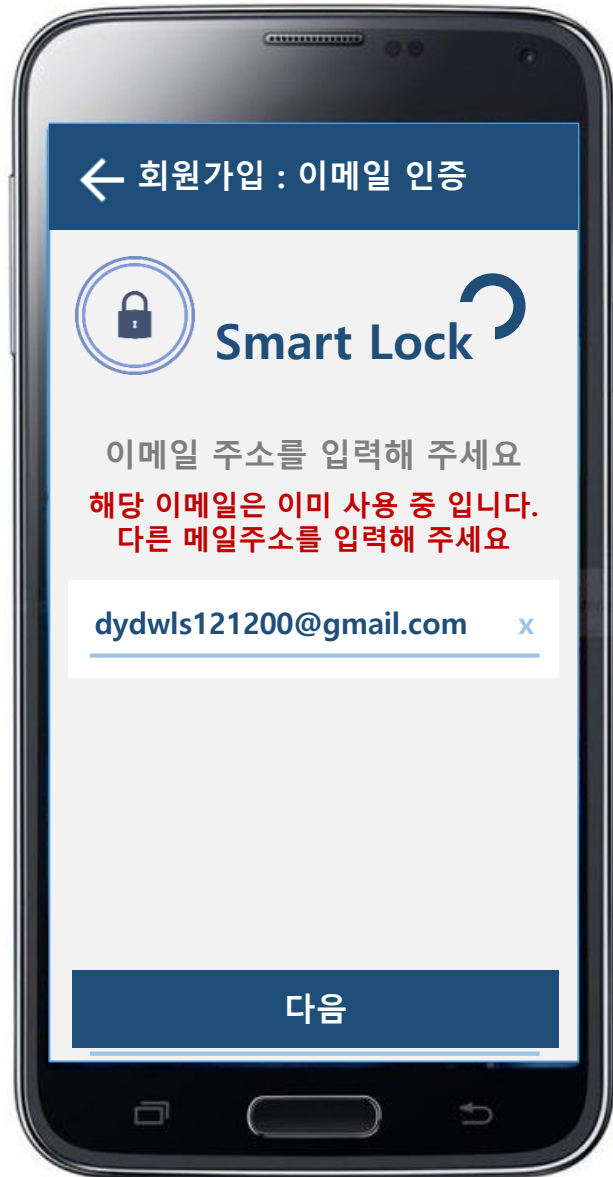 회원가입 : 이메일 인증
Smart Lock
이메일 주소를 입력해 주세요
해당 이메일은 이미 사용 중 입니다.
다른 메일주소를 입력해 주세요
dydwls121200@gmail.com x
다음